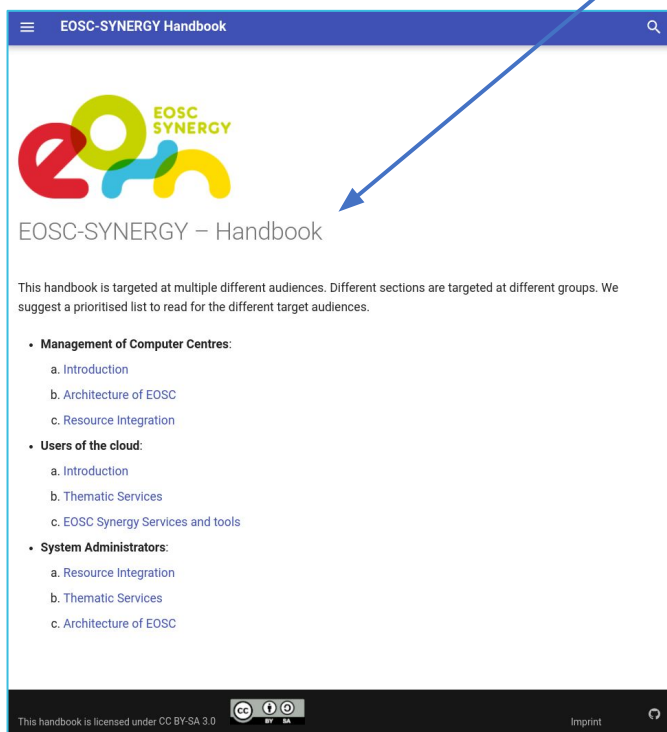 EOSC-SYNERGY Handbook
EOSC
SYNERGY
EOSC-SYNERGY – Handbook
This handbook is targeted at multiple different audiences. Different sections are targeted at different groups. We
suggest a prioritised list to read for the different target audiences.
• Management of Computer Centres:
a. Introduction
b. Architecture of EOSC
c. Resource Integration
• Users of the cloud:
a. Introduction
b. Thematic Services
c. EOSC Synergy Services and tools
• System Administrators:
a. Resource Integration
b. Thematic Services
c. Architecture of EOSC
This handbook is licensed under CC BY-SA 3.0
cc
BY SA
Imprint